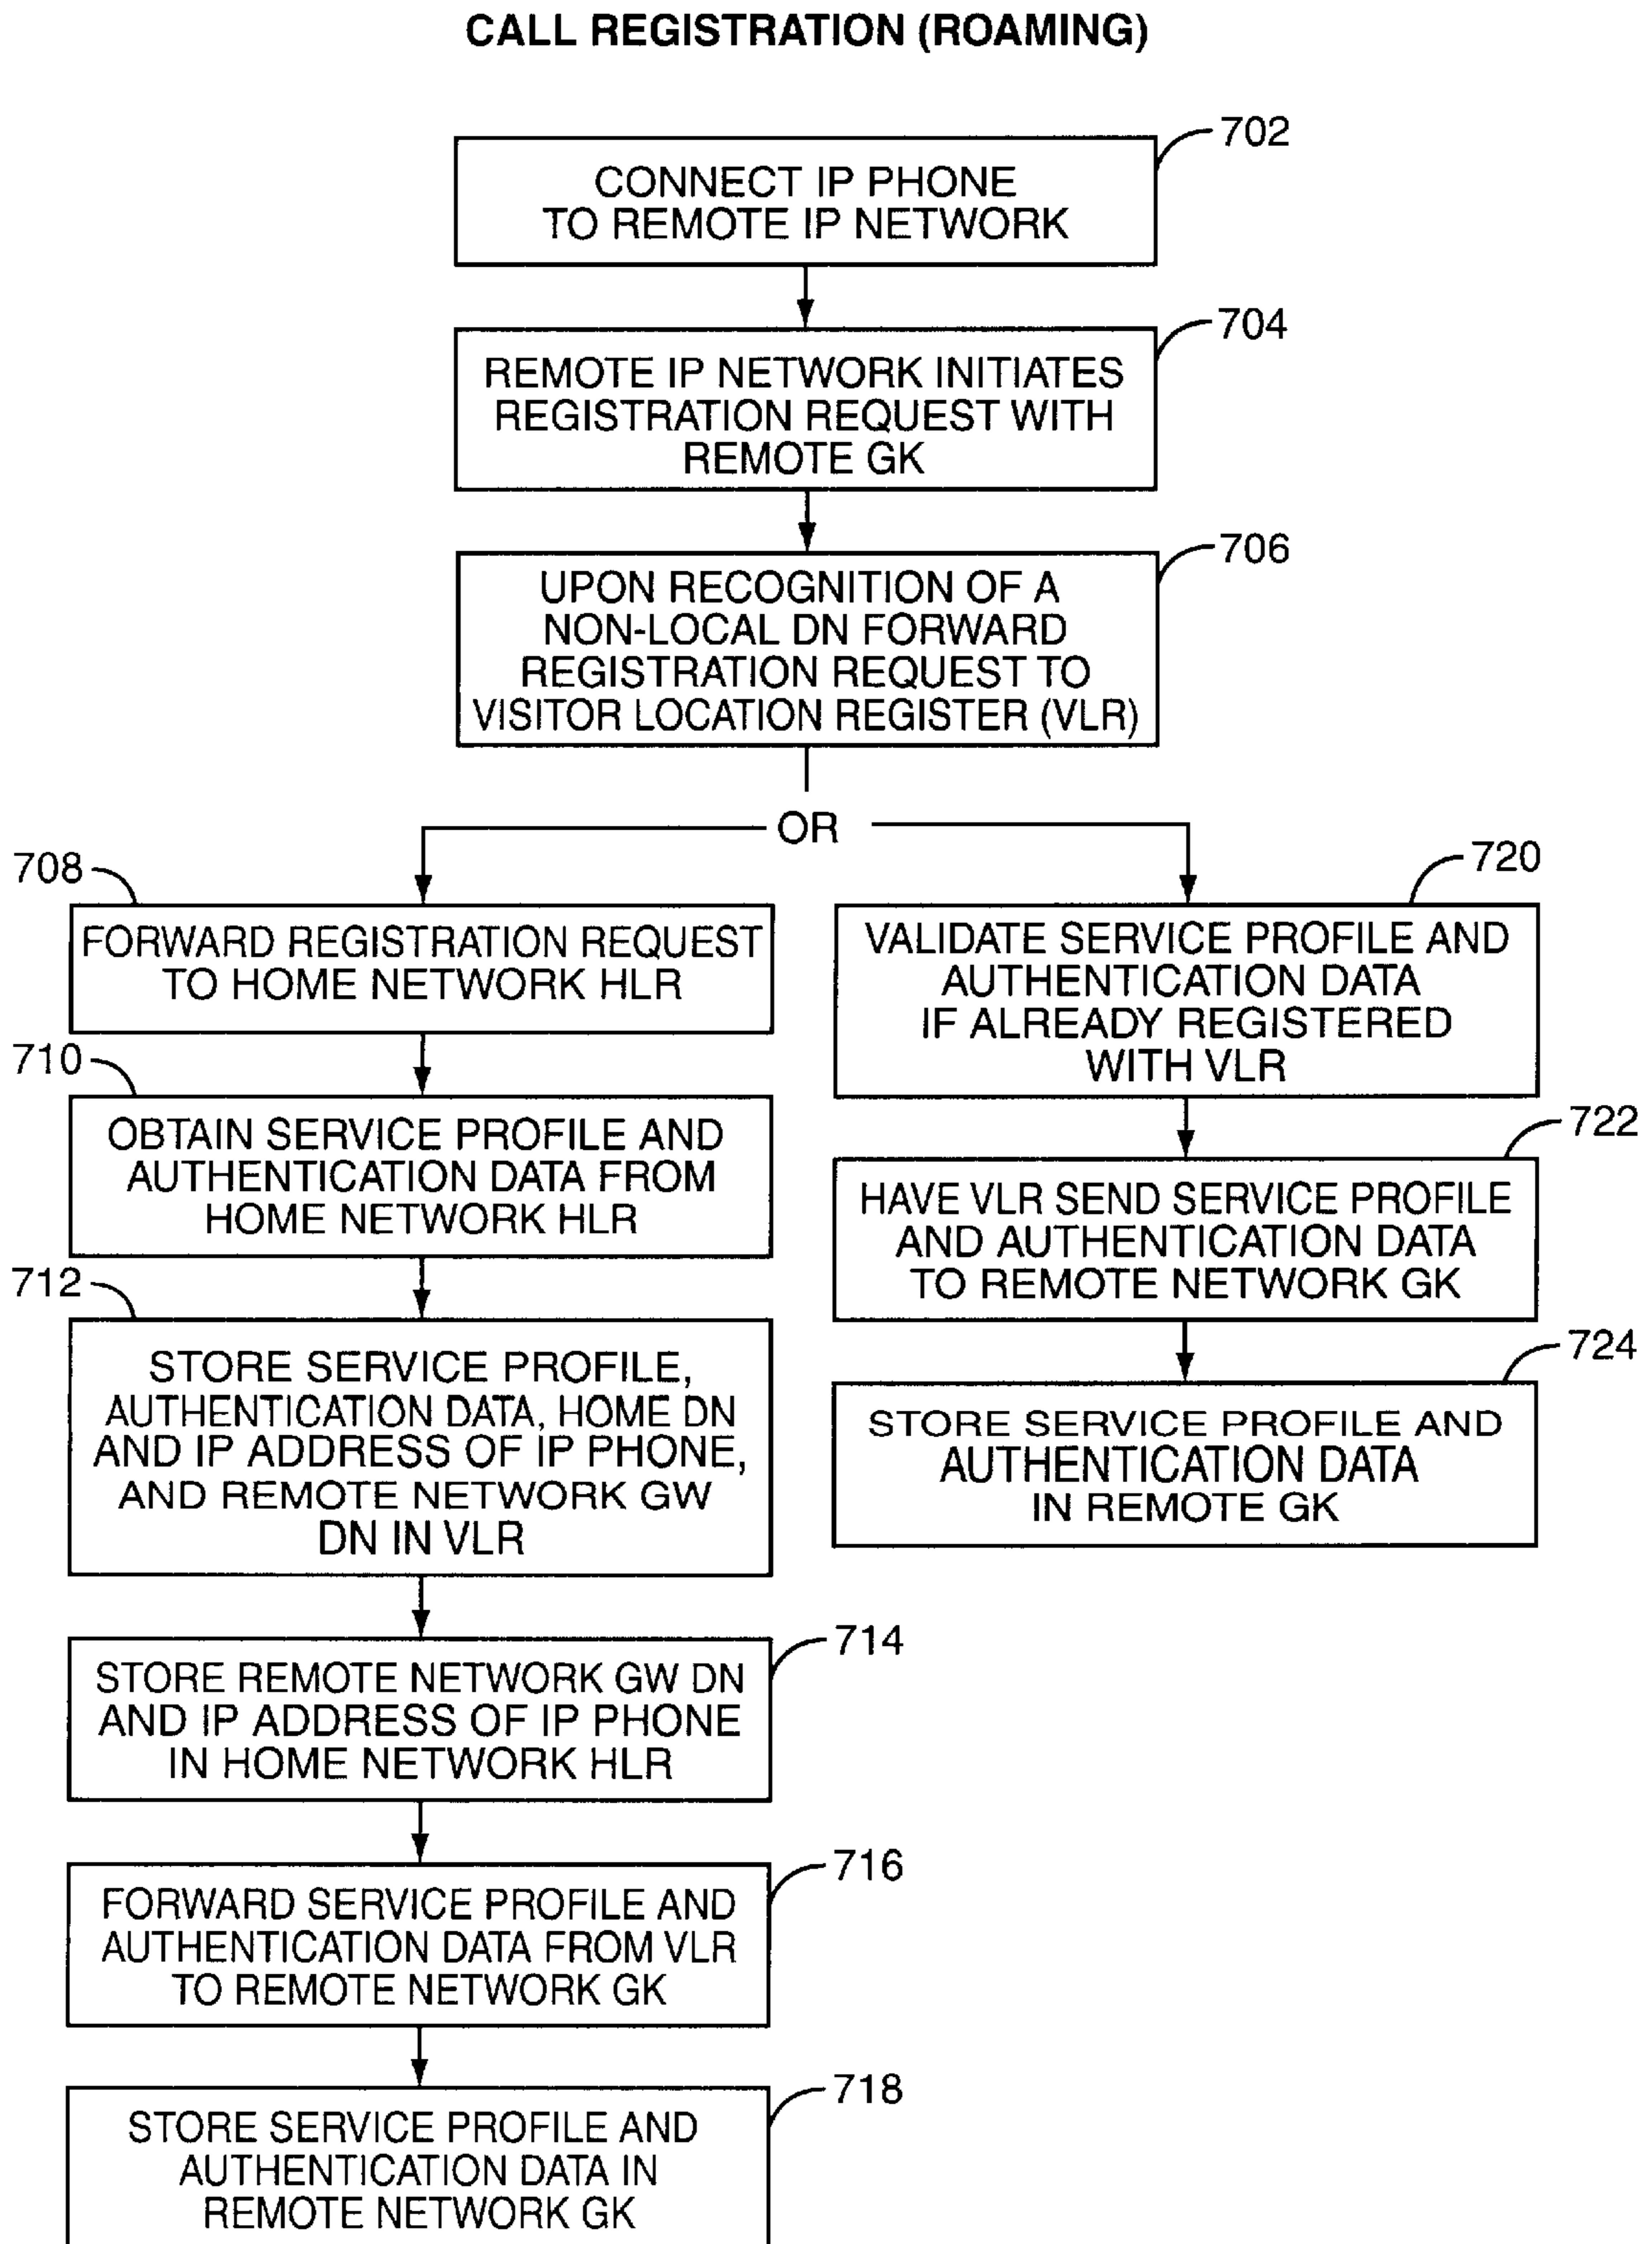 CALL REGISTRATION (ROAMING)
702
CONNECT IP PHONE
TO REMOTE IP NETWORK
704
REMOTE IP NETWORK INITIATES
REGISTRATION REQUEST WITH
REMOTE GK
706
UPON RECOGNITION OF A
NON-LOCAL DN FORWARD
REGISTRATION REQUEST TO
VISITOR LOCATION REGISTER (VLR)
OR
708
FORWARD REGISTRATION REQUEST
TO HOME NETWORK HLR
710
OBTAIN SERVICE PROFILE AND
AUTHENTICATION DATA FROM
HOME NETWORK HLR
712
STORE SERVICE PROFILE,
AUTHENTICATION DATA, HOME DN
AND IP ADDRESS OF IP PHONE,
AND REMOTE NETWORK GW
DN IN VLR
714
STORE REMOTE NETWORK GW DN
AND IP ADDRESS OF IP PHONE
IN HOME NETWORK HLR
716
FORWARD SERVICE PROFILE AND
AUTHENTICATION DATA FROM VLR
TO REMOTE NETWORK GK
718
STORE SERVICE PROFILE AND
AUTHENTICATION DATA IN
REMOTE NETWORK GK
720
VALIDATE SERVICE PROFILE AND
AUTHENTICATION DATA
IF ALREADY REGISTERED
WITH VLR
722
HAVE VLR SEND SERVICE PROFILE
AND AUTHENTICATION DATA
TO REMOTE NETWORK GK
724
STORE SERVICE PROFILE AND
AUTHENTICATION DATA
IN REMOTE GK